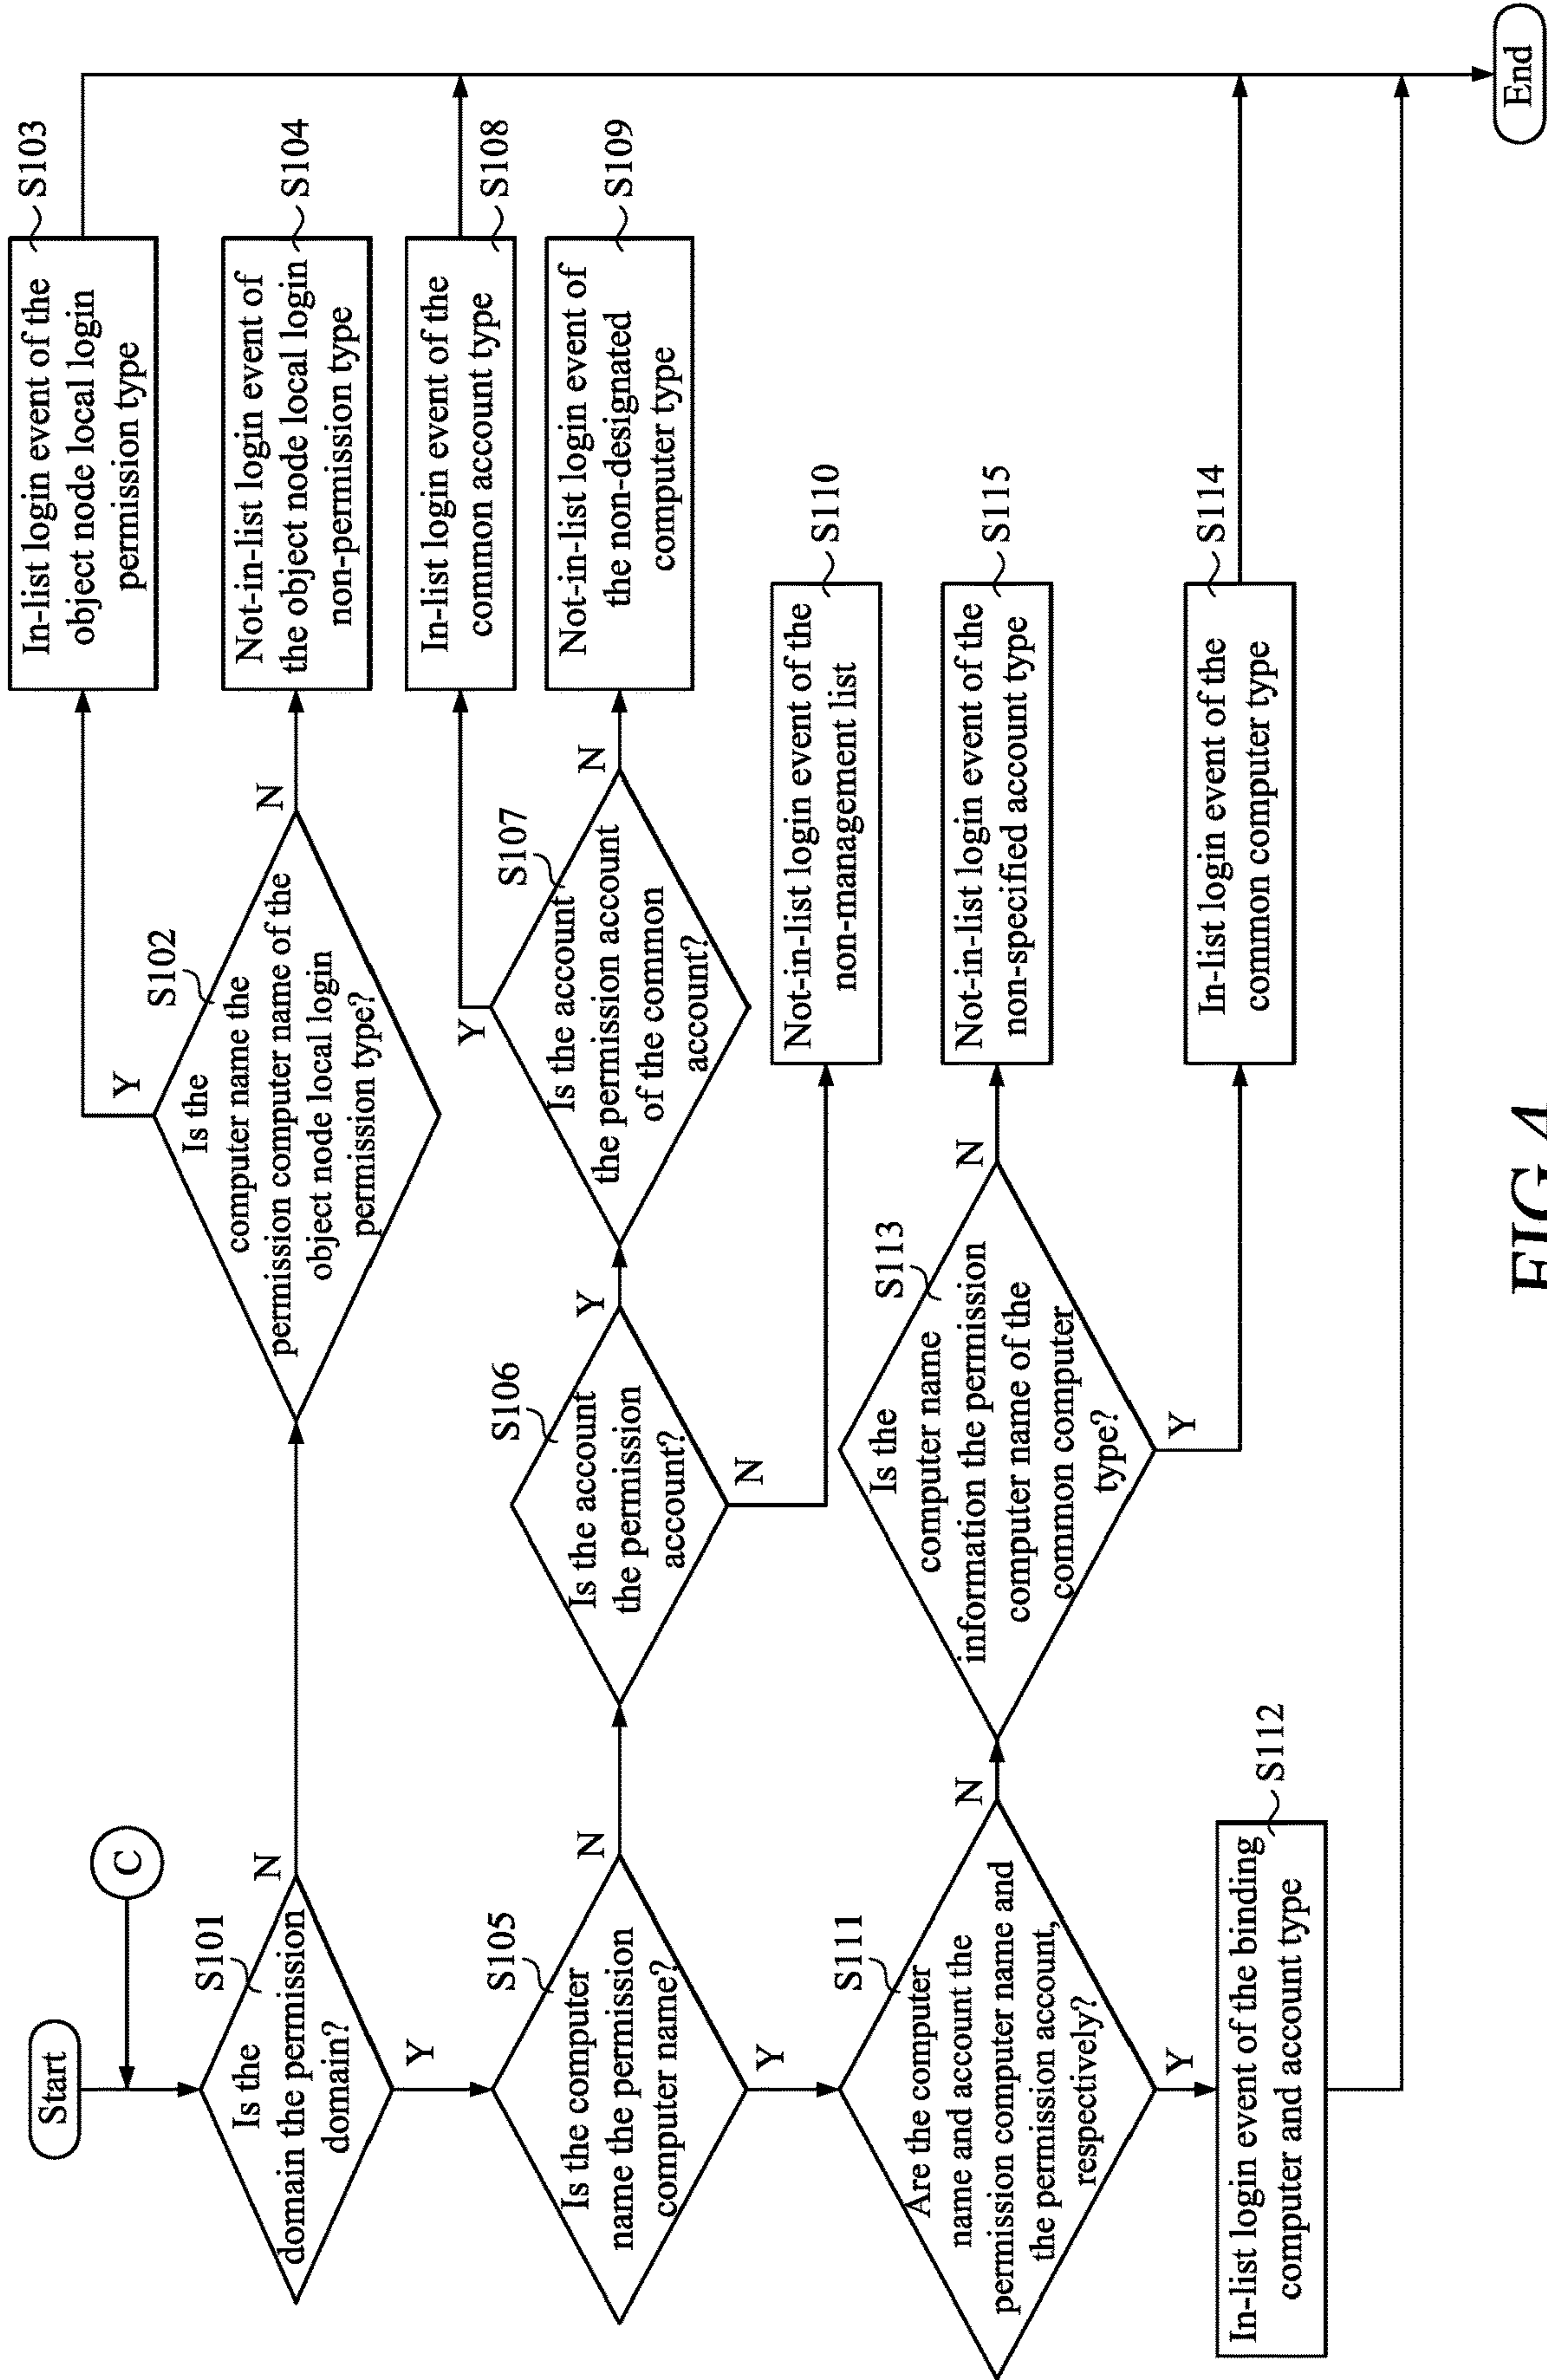 Start
C
S101
Is the
domain the permission
domain?
N
Y
S102
Is the
computer name the
permission computer name of the
object node local login
permission type?
Y
N
S103
In-list login event of the
object node local login
permission type
S104
Not-in-list login event of
the object node local login
non-permission type
S105
Is the computer
name the permission
computer name?
N
Y
S106
Is the account
the permission
account?
Y
N
S107
Is the account
the permission account
of the common
account?
Y
N
S108
In-list login event of the
common account type
S109
Not-in-list login event of
the non-designated
computer type
S110
Not-in-list login event of the
non-management list
S111
Are the computer
name and account the
permission computer name and
the permission account,
respectively?
N
Y
S113
Is the
computer name
information the permission
computer name of the
common computer
type?
N
Y
S115
Not-in-list login event of the
non-specified account type
S114
In-list login event of the
common computer type
S112
In-list login event of the binding
computer and account type
End
FIG.4